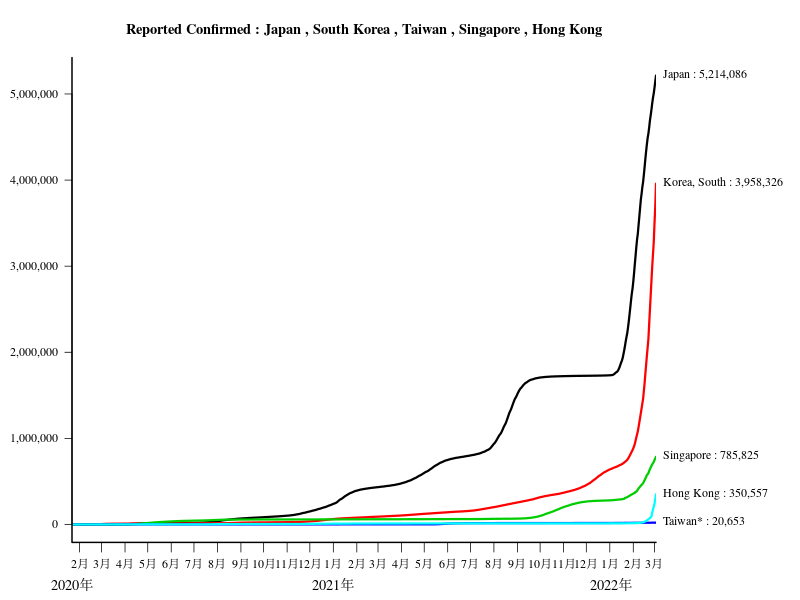 Reported Confirmed : Japan , South Korea , Taiwan , Singapore , Hong Kong
5,000,000
4,000,000
3,000,000
2,000,000
1,000,000
0
Japan : 5,214,086
Korea, South : 3,958,326
Singapore : 785,825
Hong Kong : 350,557
Taiwan* : 20,653
2月 3月 4月 5月 6月 7月 8月 9月 10月 11月 12月 1月 2月 3月 4月 5月 6月 7月 8月 9月 10月 11月 12月 1月 2月 3月
2020年 2021年 2022年